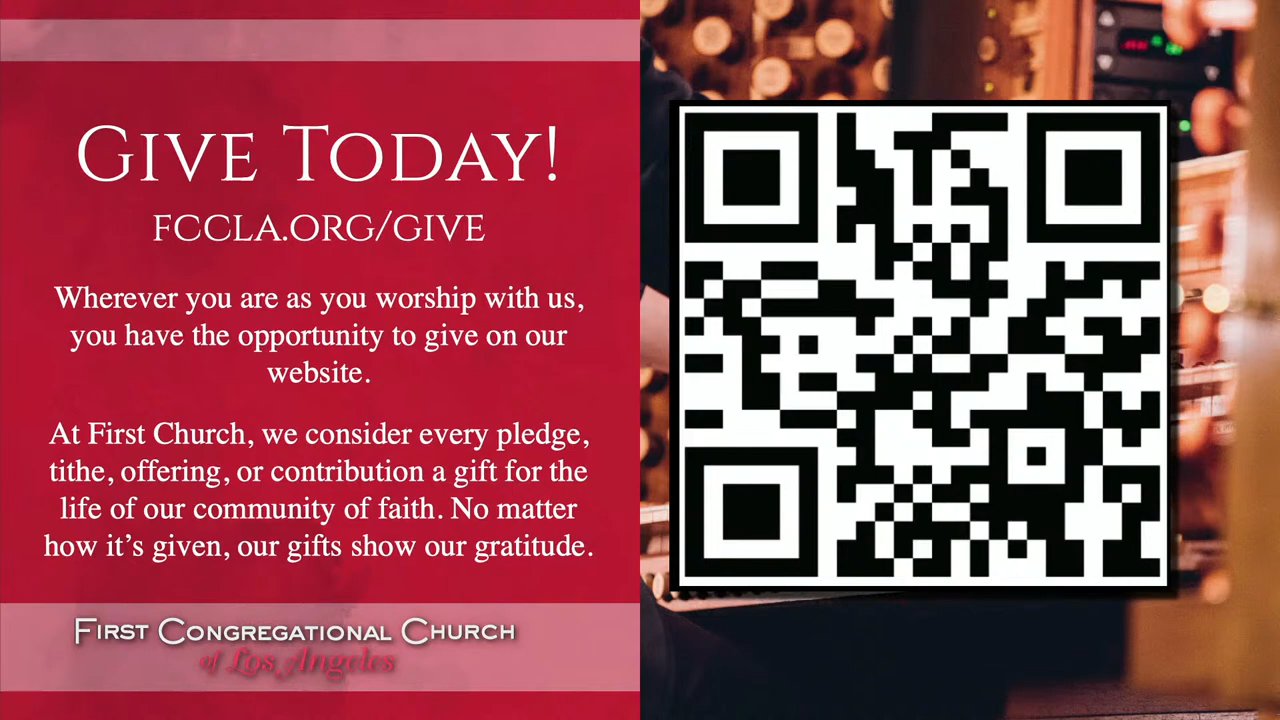 Give Today!
fccla.org/give
Wherever you are as you worship with us,
you have the opportunity to give on our
website.
At First Church, we consider every pledge,
tithe, offering, or contribution a gift for the
life of our community of faith. No matter
how it’s given, our gifts show our gratitude.
First Congregational Church
of Los Angeles